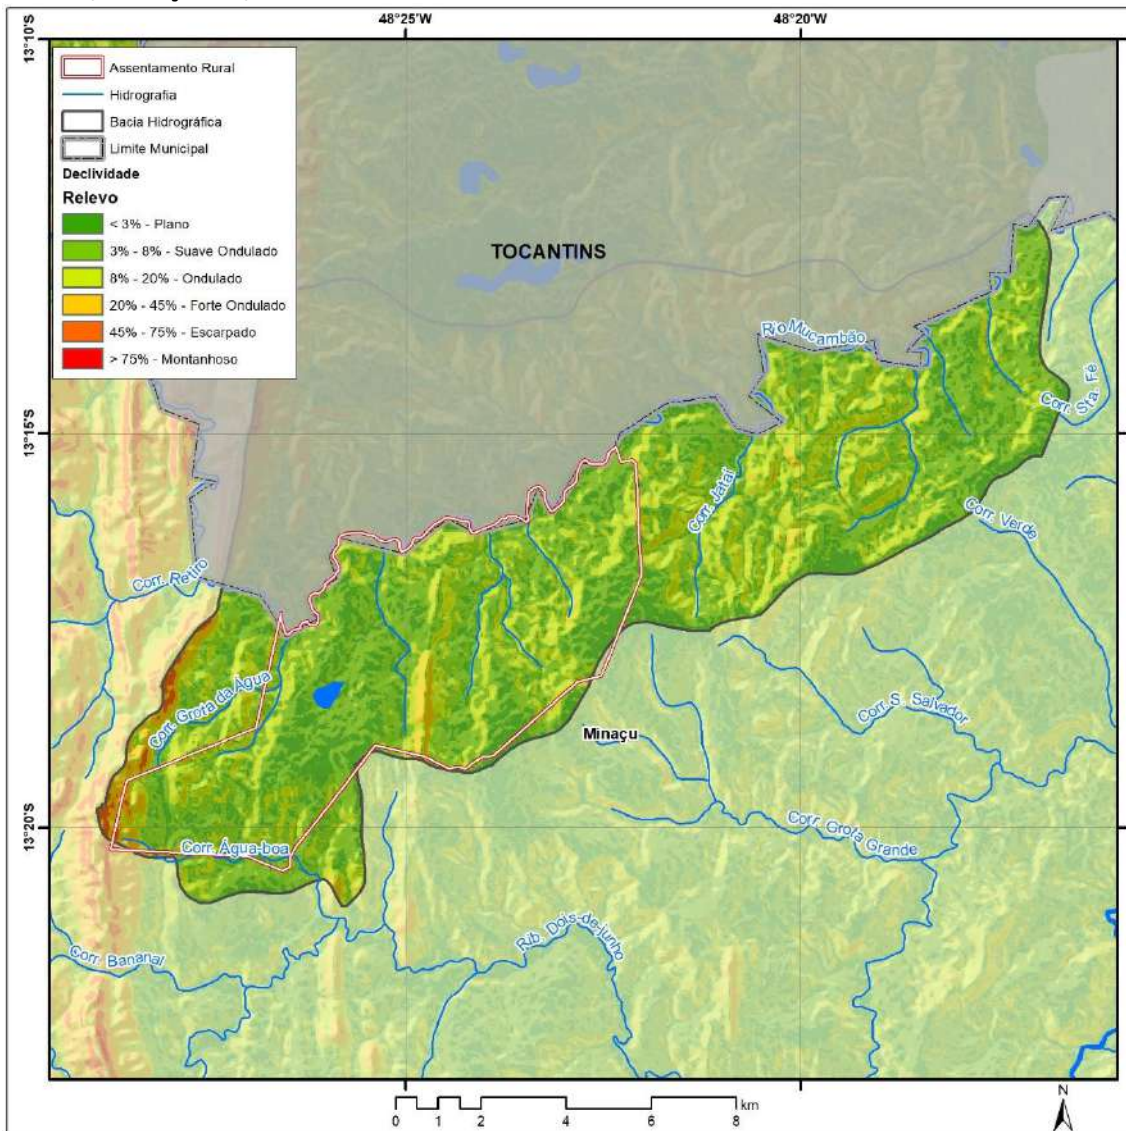 48°25'W
48°20'W
13°10'S
Assentamento Rural
Hidrografia
Bacia Hidrográfica
Limite Municipal
Declividade
Relevo
< 3% - Plano
3% - 8% - Suave Ondulado
8% - 20% - Ondulado
20% - 45% - Forte Ondulado
45% - 75% - Escarpado
> 75% - Montanhoso
TOCANTINS
Rio Mucambão
Corr. Sta. Fé
13°15'S
Corr. Jataí
Corr. Verde
Corr. Retiro
Corr. Grota da Água
Corr. S. Salvador
Minaçu
13°20'S
Corr. Água-boa
Corr. Grota Grande
Rib. Dois-de-junho
Corr. Bananal
km
0 1 2 4 6 8
N